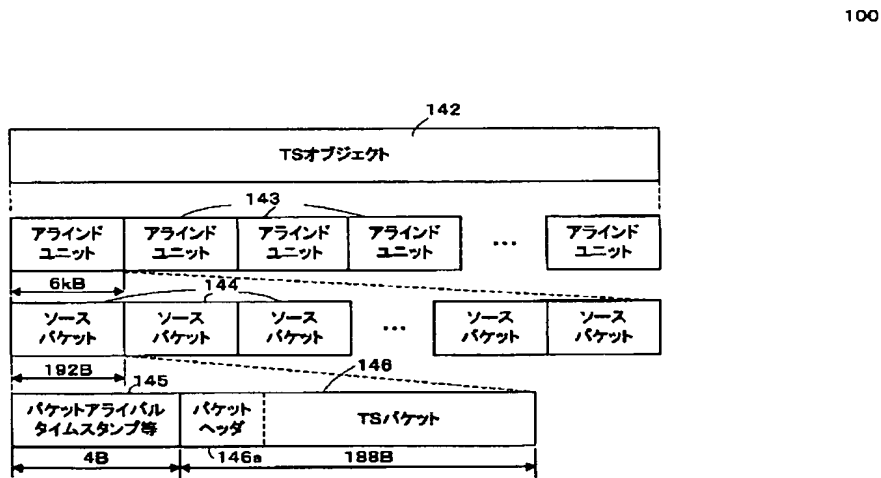 100
142
TSオブジェクト
143
アラインド
ユニット
アラインド
ユニット
アラインド
ユニット
アラインド
ユニット
...
アラインド
ユニット
6kB
144
ソース
パケット
ソース
パケット
ソース
パケット
...
ソース
パケット
ソース
パケット
192B
145
146
パケットアライバル
タイムスタンプ等
パケット
ヘッダ
TSパケット
4B
146a
188B